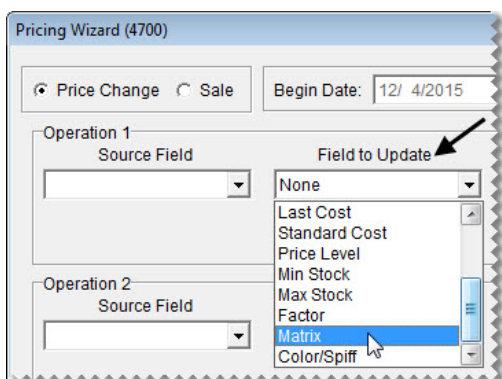 Pricing Wizard (4700)
Price Change Sale Begin Date: 12/ 4/2015
Operation 1
Source Field Field to Update
None
Last Cost
Standard Cost
Price Level
Min Stock
Max Stock
Factor
Matrix
Color/Spiff
Operation 2
Source Field